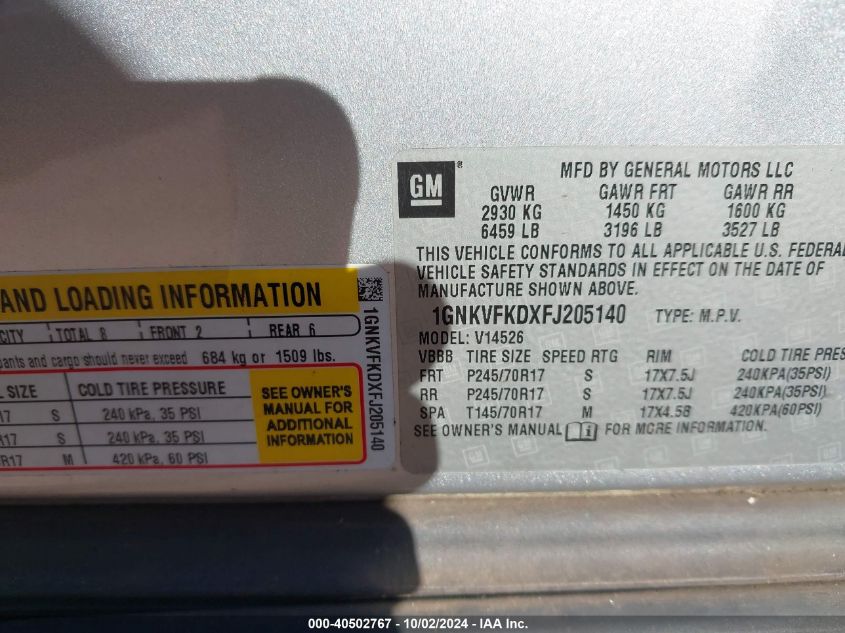 GM®
MFD BY GENERAL MOTORS LLC
GVWR GAWR FRT GAWR RR
2930 KG 1450 KG 1600 KG
6459 LB 3196 LB 3527 LB
THIS VEHICLE CONFORMS TO ALL APPLICABLE U.S. FEDERAL
VEHICLE SAFETY STANDARDS IN EFFECT ON THE DATE OF
MANUFACTURE SHOWN ABOVE.
1GNKVFKDXFJ205140 TYPE: M.P.V.
MODEL: V14526
VBBB TIRE SIZE SPEED RTG RIM COLD TIRE PRES
FRT P245/70R17 S 17X7.5J 240KPA(35PSI)
RR P245/70R17 S 17X7.5J 240KPA(35PSI)
SPA T145/70R17 M 17X4.5B 420KPA(60PSI)
SEE OWNER'S MANUAL FOR MORE INFORMATION.
AND LOADING INFORMATION
CITY TOTAL 8 FRONT 2 REAR 6
pants and cargo should never exceed 684 kg or 1509 lbs.
SIZE COLD TIRE PRESSURE
17 S 240 kPa, 35 PSI
R17 S 240 kPa, 35 PSI
R17 M 420 kPa, 60 PSI
SEE OWNER'S
MANUAL FOR
ADDITIONAL
INFORMATION
1GNKVFKDXFJ205140
000-40502767 - 10/02/2024 - IAA Inc.